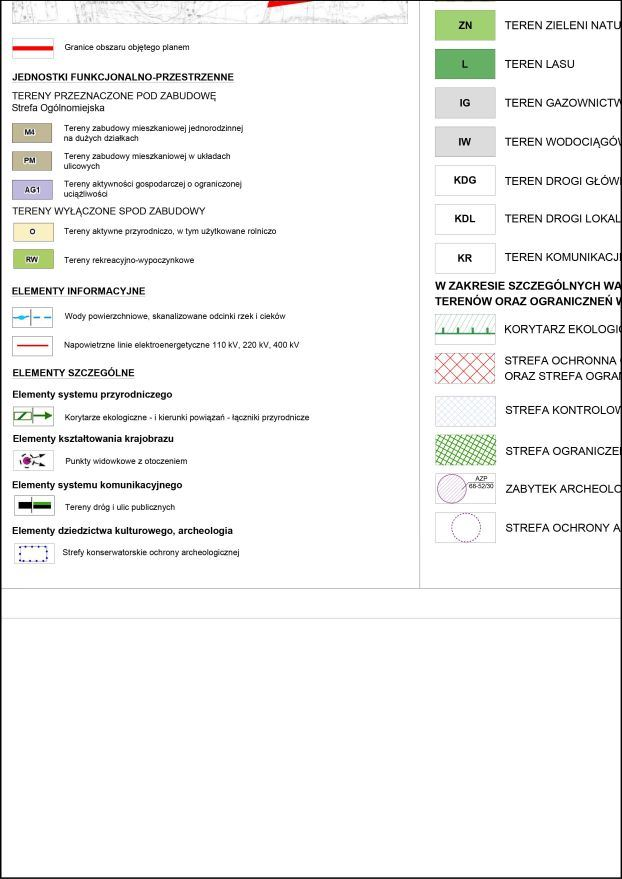 Granice obszaru objętego planem
JEDNOSTKI FUNKCJONALNO-PRZESTRZENNE
TERENY PRZEZNACZONE POD ZABUDOWĘ
Strefa Ogólnomiejska
M4 Tereny zabudowy mieszkaniowej jednorodzinnej
na dużych działkach
PM Tereny zabudowy mieszkaniowej w układach
ulicowych
AG1 Tereny aktywności gospodarczej o ograniczonej
uciążliwości
TERENY WYŁĄCZONE SPOD ZABUDOWY
O Tereny aktywne przyrodniczo, w tym użytkowane rolniczo
RW Tereny rekreacyjno-wypoczynkowe
ELEMENTY INFORMACYJNE
Wody powierzchniowe, skanalizowane odcinki rzek i cieków
Napowietrzne linie elektroenergetyczne 110 kV, 220 kV, 400 kV
ELEMENTY SZCZEGÓLNE
Elementy systemu przyrodniczego
Korytarze ekologiczne - i kierunki powiązań - łączniki przyrodnicze
Elementy kształtowania krajobrazu
Punkty widokowe z otoczeniem
Elementy systemu komunikacyjnego
Tereny dróg i ulic publicznych
Elementy dziedzictwa kulturowego, archeologia
Strefy konserwatorskie ochrony archeologicznej
ZN TEREN ZIELENI NATU
L TEREN LASU
IG TEREN GAZOWNICTW
IW TEREN WODOCIĄGÓW
KDG TEREN DROGI GŁÓW
KDL TEREN DROGI LOKAL
KR TEREN KOMUNIKACJI
W ZAKRESIE SZCZEGÓLNYCH WA
TERENÓW ORAZ OGRANICZNEŃ W
KORYTARZ EKOLOGIC
STREFA OCHRONNA
ORAZ STREFA OGRAN
STREFA KONTROLOW
STREFA OGRANICZEŃ
AZP
68-52/30
ZABYTEK ARCHEOLO
STREFA OCHRONY A